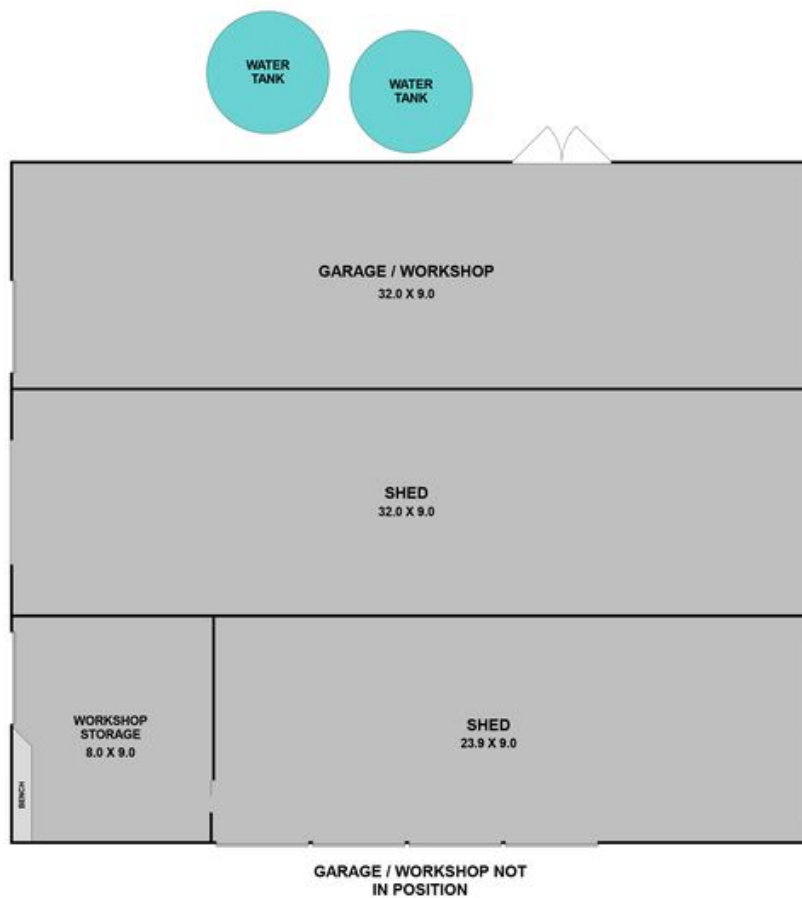 WATER
TANK
WATER
TANK
GARAGE / WORKSHOP
32.0 X 9.0
SHED
32.0 X 9.0
WORKSHOP
STORAGE
8.0 X 9.0
SHED
23.9 X 9.0
BENCH
GARAGE / WORKSHOP NOT
IN POSITION